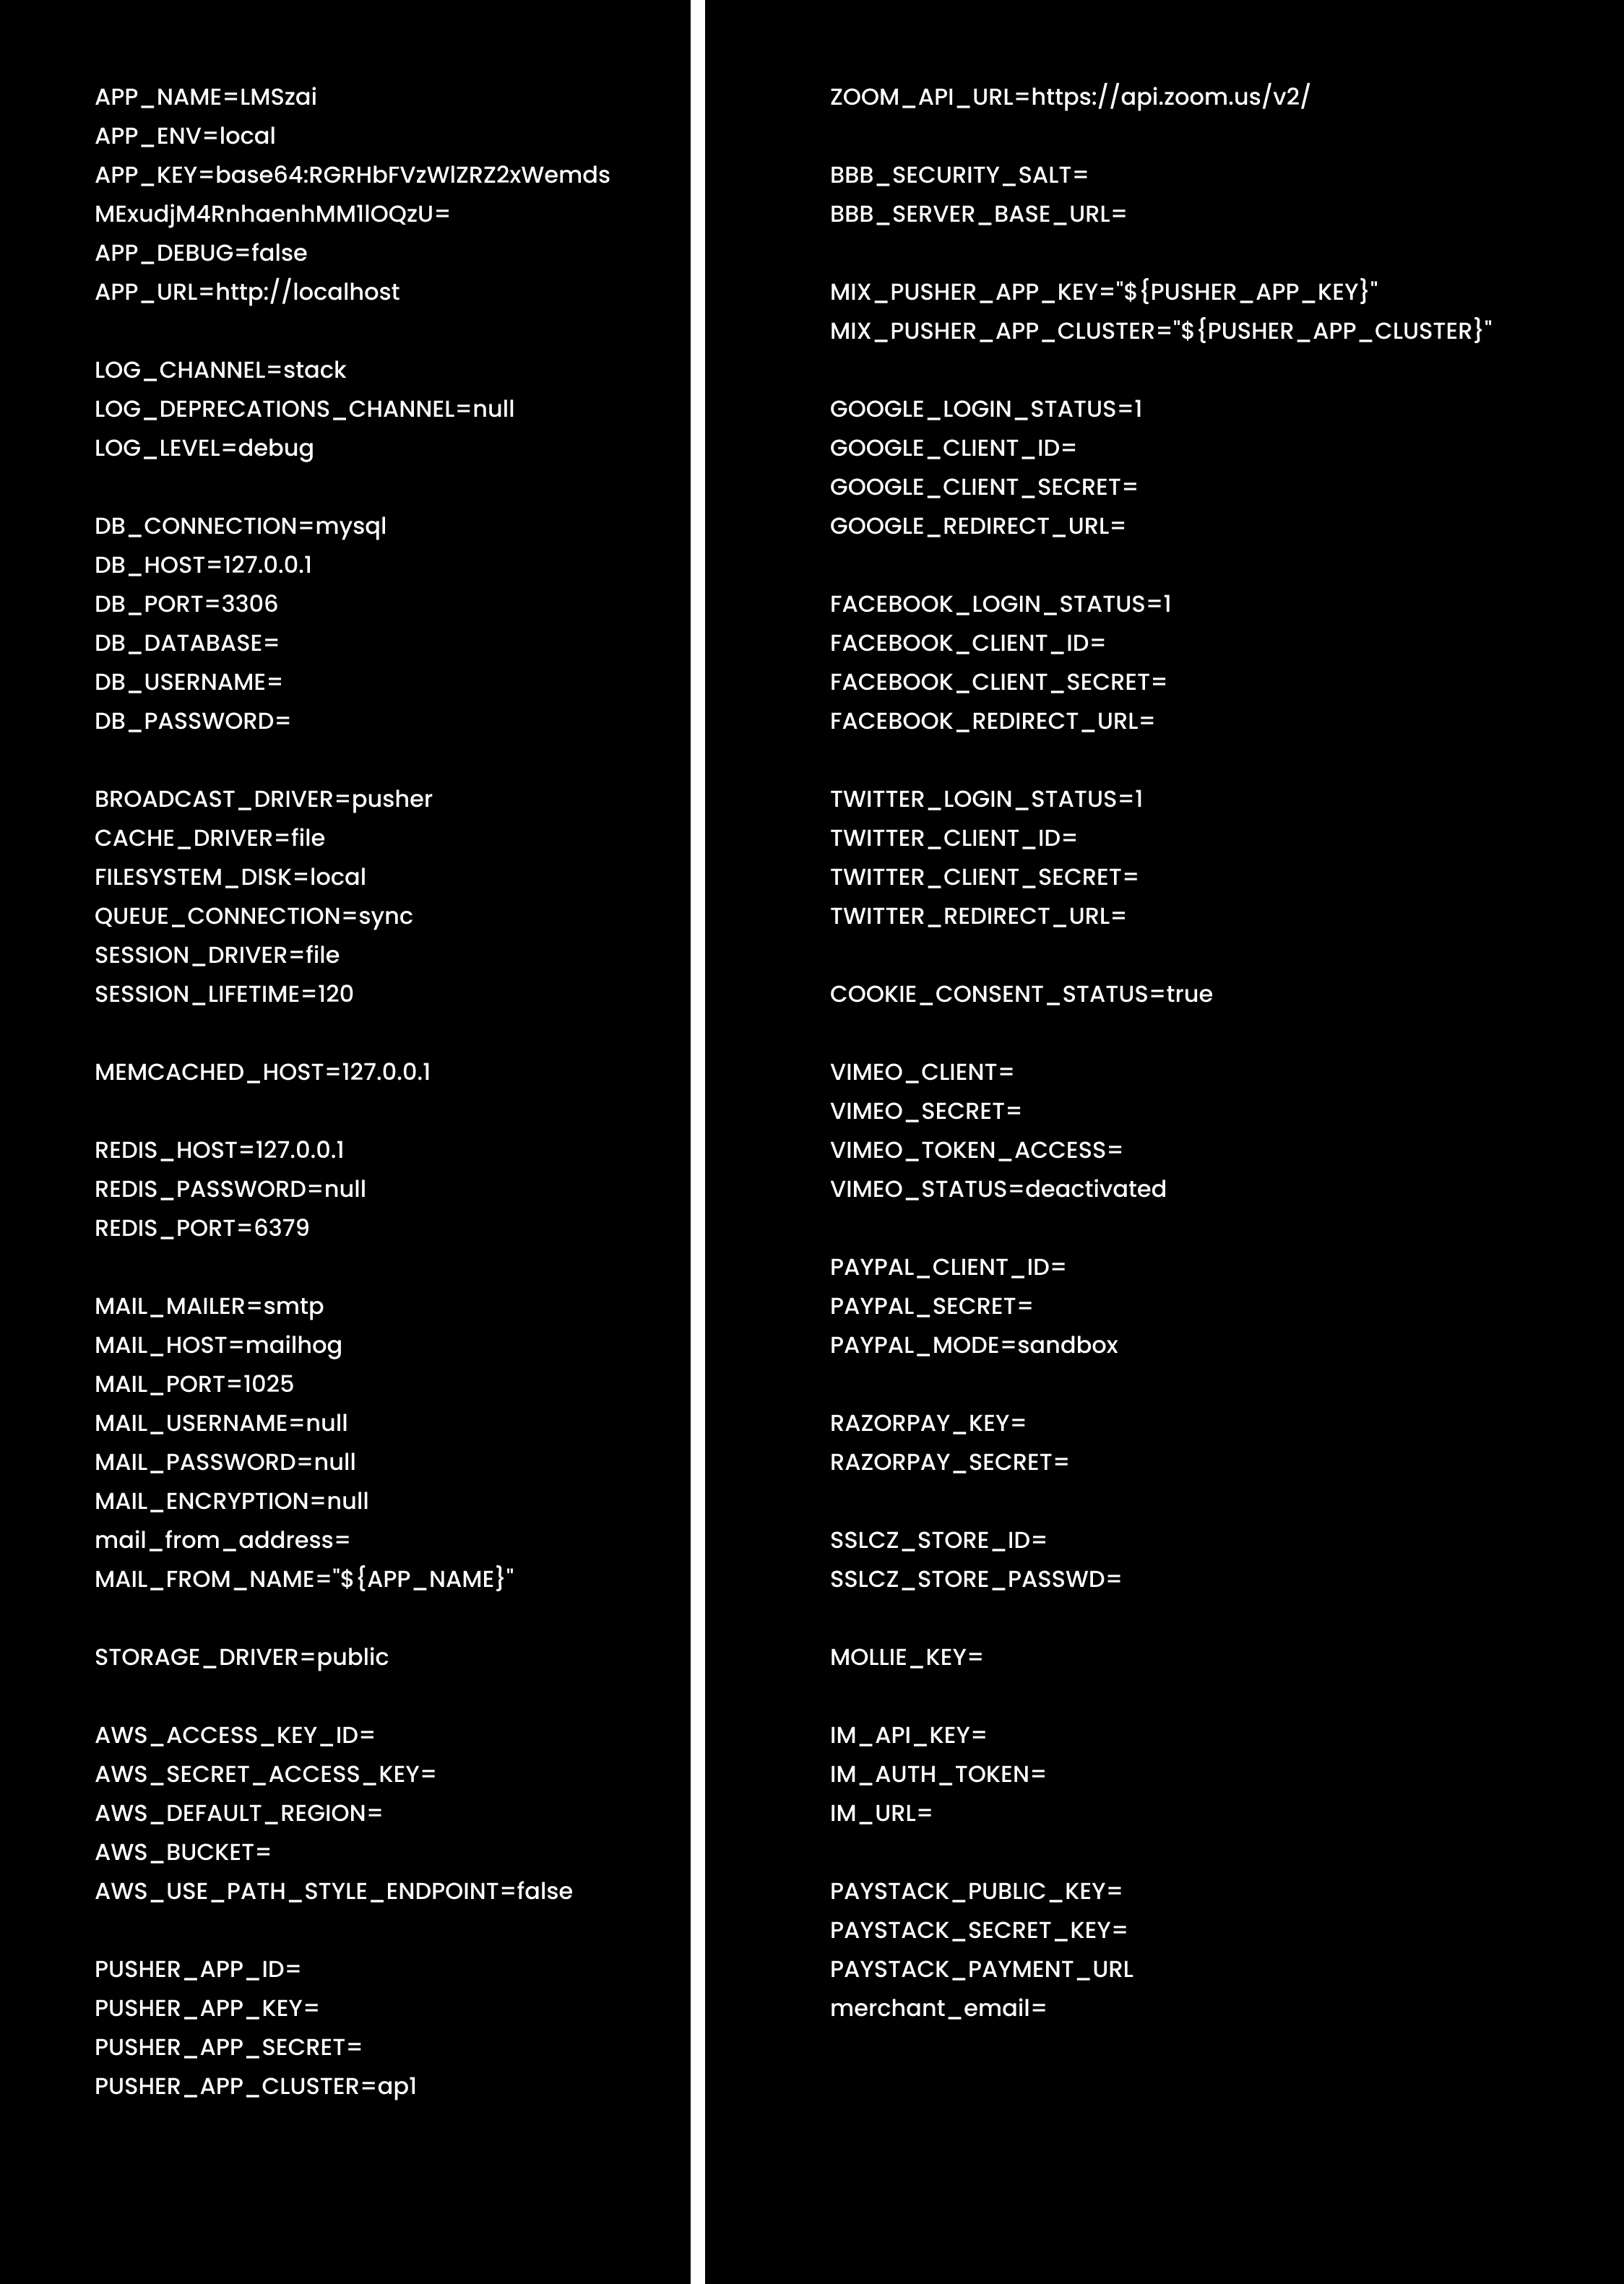 APP_NAME=LMSzai
APP_ENV=local
APP_KEY=base64:RGRHbFVzWlZRZ2xWemds
MExudjM4RnhaenhMM1lOQzU=
APP_DEBUG=false
APP_URL=http://localhost
LOG_CHANNEL=stack
LOG_DEPRECATIONS_CHANNEL=null
LOG_LEVEL=debug
DB_CONNECTION=mysql
DB_HOST=127.0.0.1
DB_PORT=3306
DB_DATABASE=
DB_USERNAME=
DB_PASSWORD=
BROADCAST_DRIVER=pusher
CACHE_DRIVER=file
FILESYSTEM_DISK=local
QUEUE_CONNECTION=sync
SESSION_DRIVER=file
SESSION_LIFETIME=120
MEMCACHED_HOST=127.0.0.1
REDIS_HOST=127.0.0.1
REDIS_PASSWORD=null
REDIS_PORT=6379
MAIL_MAILER=smtp
MAIL_HOST=mailhog
MAIL_PORT=1025
MAIL_USERNAME=null
MAIL_PASSWORD=null
MAIL_ENCRYPTION=null
mail_from_address=
MAIL_FROM_NAME="${APP_NAME}"
STORAGE_DRIVER=public
AWS_ACCESS_KEY_ID=
AWS_SECRET_ACCESS_KEY=
AWS_DEFAULT_REGION=
AWS_BUCKET=
AWS_USE_PATH_STYLE_ENDPOINT=false
PUSHER_APP_ID=
PUSHER_APP_KEY=
PUSHER_APP_SECRET=
PUSHER_APP_CLUSTER=ap1
ZOOM_API_URL=https://api.zoom.us/v2/
BBB_SECURITY_SALT=
BBB_SERVER_BASE_URL=
MIX_PUSHER_APP_KEY="${PUSHER_APP_KEY}"
MIX_PUSHER_APP_CLUSTER="${PUSHER_APP_CLUSTER}"
GOOGLE_LOGIN_STATUS=1
GOOGLE_CLIENT_ID=
GOOGLE_CLIENT_SECRET=
GOOGLE_REDIRECT_URL=
FACEBOOK_LOGIN_STATUS=1
FACEBOOK_CLIENT_ID=
FACEBOOK_CLIENT_SECRET=
FACEBOOK_REDIRECT_URL=
TWITTER_LOGIN_STATUS=1
TWITTER_CLIENT_ID=
TWITTER_CLIENT_SECRET=
TWITTER_REDIRECT_URL=
COOKIE_CONSENT_STATUS=true
VIMEO_CLIENT=
VIMEO_SECRET=
VIMEO_TOKEN_ACCESS=
VIMEO_STATUS=deactivated
PAYPAL_CLIENT_ID=
PAYPAL_SECRET=
PAYPAL_MODE=sandbox
RAZORPAY_KEY=
RAZORPAY_SECRET=
SSLCZ_STORE_ID=
SSLCZ_STORE_PASSWD=
MOLLIE_KEY=
IM_API_KEY=
IM_AUTH_TOKEN=
IM_URL=
PAYSTACK_PUBLIC_KEY=
PAYSTACK_SECRET_KEY=
PAYSTACK_PAYMENT_URL
merchant_email=